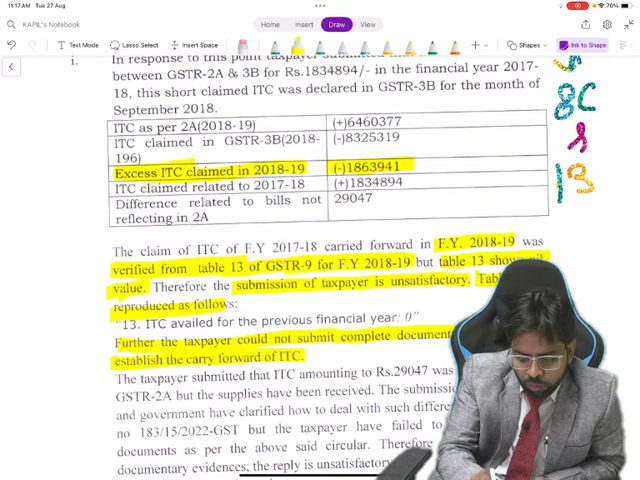 11:17 AM Tue 27 Aug
70%
KAPIL's Notebook
Home Insert Draw View
Text Mode Lasso Select Insert Space Shapes Ink to Shape
i. In response to this point taxpayer submitted
between GSTR-2A & 3B for Rs.1834894/- in the financial year 2017-
18, this short claimed ITC was declared in GSTR-3B for the month of
September 2018.
ITC as per 2A(2018-19) (+)6460377
ITC claimed in GSTR-3B(2018-
196) (-)8325319
Excess ITC claimed in 2018-19 (-)1863941
ITC claimed related to 2017-18 (+)1834894
Difference related to bills not
reflecting in 2A 29047
8C
13
The claim of ITC of F.Y 2017-18 carried forward in F.Y. 2018-19 was
verified from table 13 of GSTR-9 for F.Y 2018-19 but table 13 shows nil
value. Therefore the submission of taxpayer is unsatisfactory.
reproduced as follows:
"13. ITC availed for the previous financial year: 0"
Further the taxpayer could not submit complete
establish the carry forward of ITC.
The taxpayer submitted that ITC amounting to Rs.29047 was
GSTR-2A but the supplies have been received. The
and government have clarified how to deal with such
no 183/15/2022-GST but the taxpayer have failed to
documents as per the above said circular. Therefore
documentary evidences, the reply is unsatisfactory